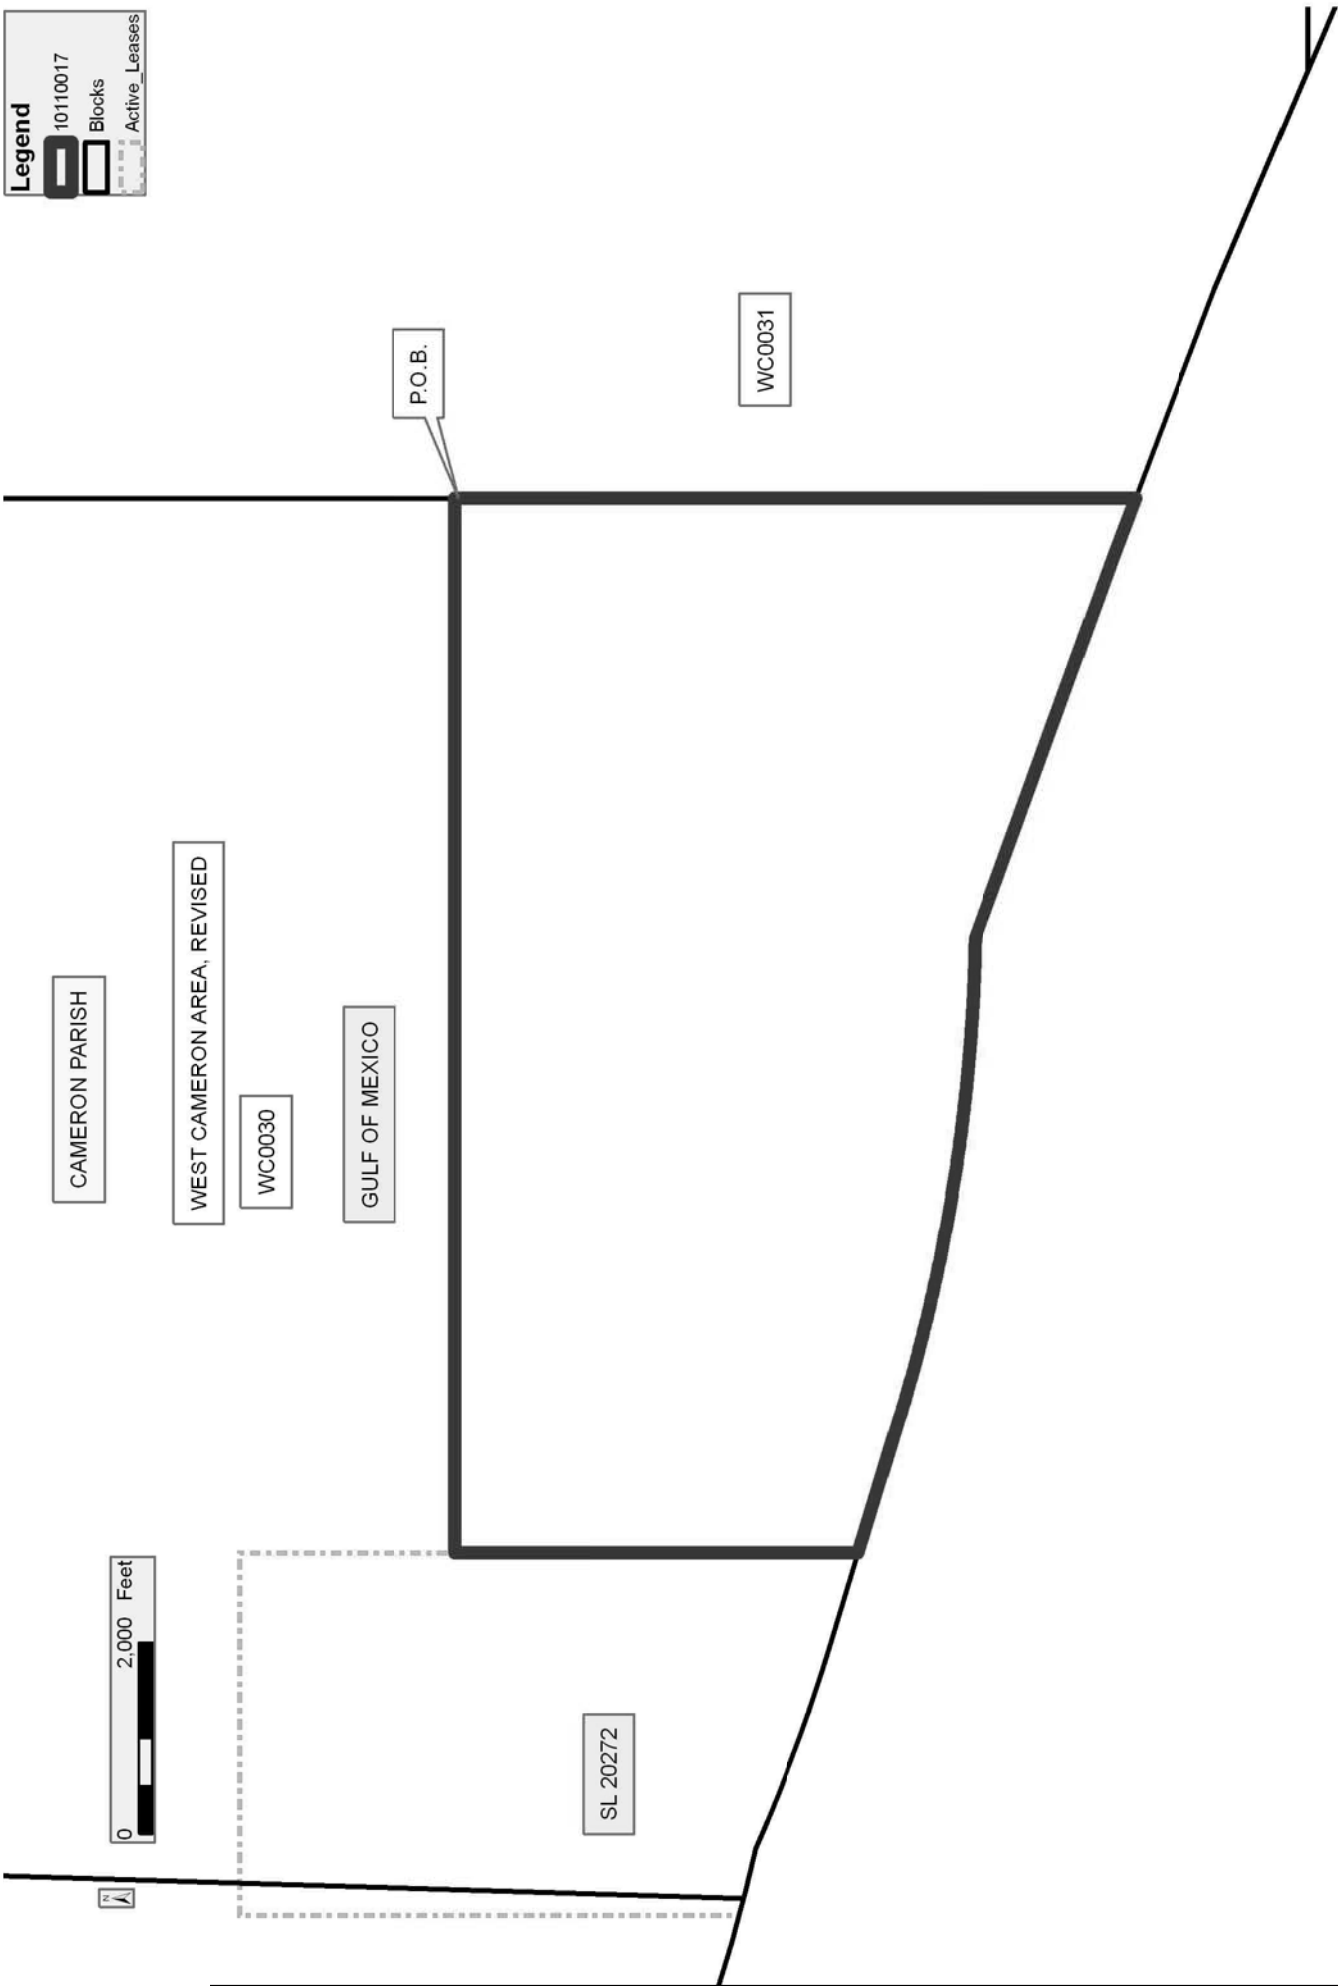 Legend
10110017
Blocks
Active_Leases
P.O.B.
WC0031
CAMERON PARISH
WEST CAMERON AREA, REVISED
WC0030
GULF OF MEXICO
0 2,000 Feet
N
SL 20272